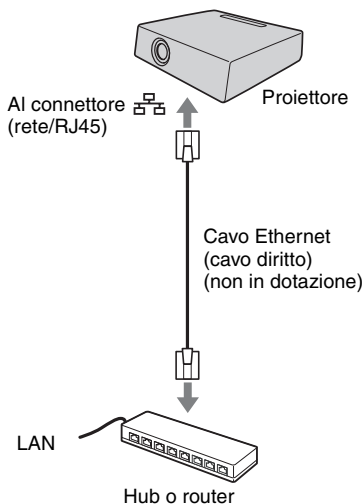 Al connettore
(rete/RJ45)
Proiettore
Cavo Ethernet
(cavo diritto)
(non in dotazione)
LAN
Hub o router